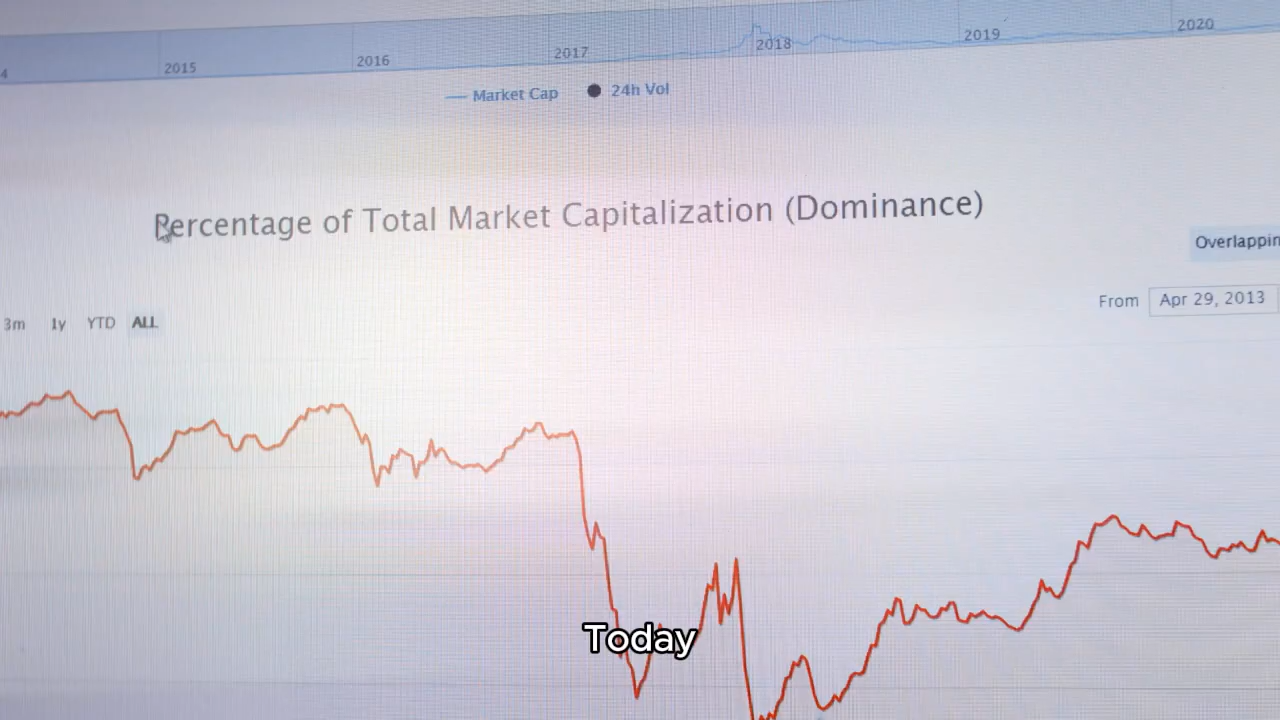 4 2015 2016 2017 2018 2019 2020
Market Cap 24h Vol
Percentage of Total Market Capitalization (Dominance)
Overlappin
From Apr 29, 2013
3m 1y YTD ALL
Today